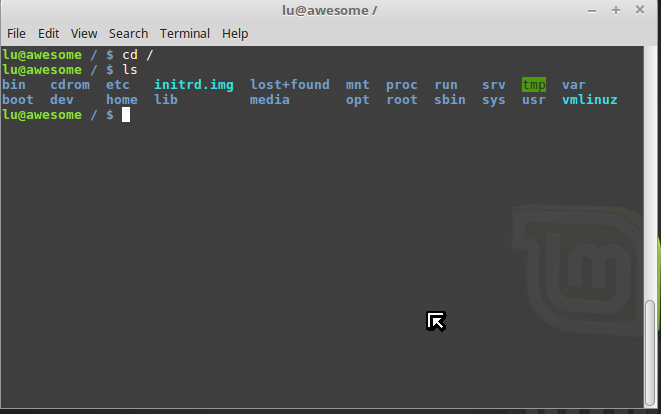 lu@awesome /
File Edit View Search Terminal Help
lu@awesome / $ cd /
lu@awesome / $ ls
bin cdrom etc initrd.img lost+found mnt proc run srv tmp var
boot dev home lib media opt root sbin sys usr vmlinuz
lu@awesome / $